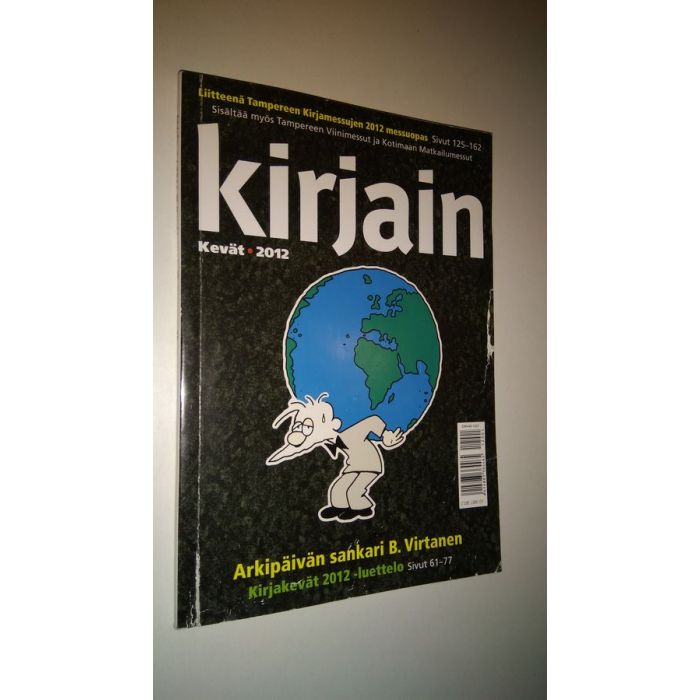 Liitteenä Tampereen Kirjamessujen 2012 messuopas Sivut 125–162
Sisältää myös Tampereen Viinimessut ja Kotimaan Matkailumessut
kirjain
Kevät • 2012
Arkipäivän sankari B. Virtanen
Kirjakevät 2012 -luettelo Sivut 61–77